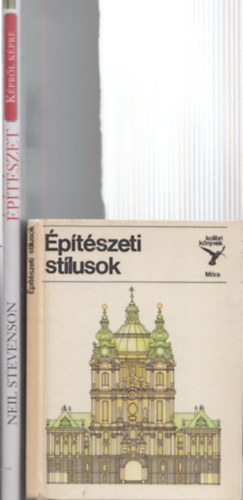 NEIL STEVENSON ÉPÍTÉSZET KÉPRŐL KÉPRE
Építészeti stílusok
Építészeti
stílusok
kolibri
könyvek
Móra